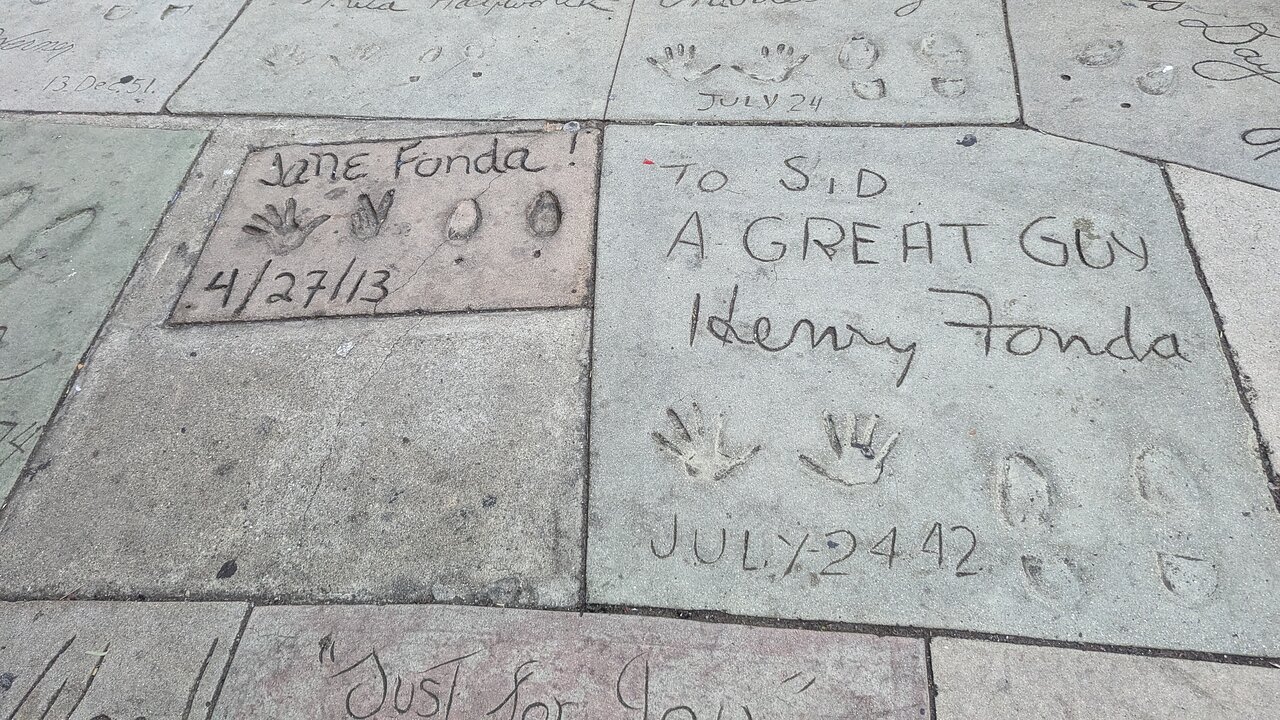 13 Dec. 51.
JULY 24
Jane Fonda !
4/27/13
TO SID
A GREAT GUY
Henry Fonda
JULY-24 42
"Just for You"